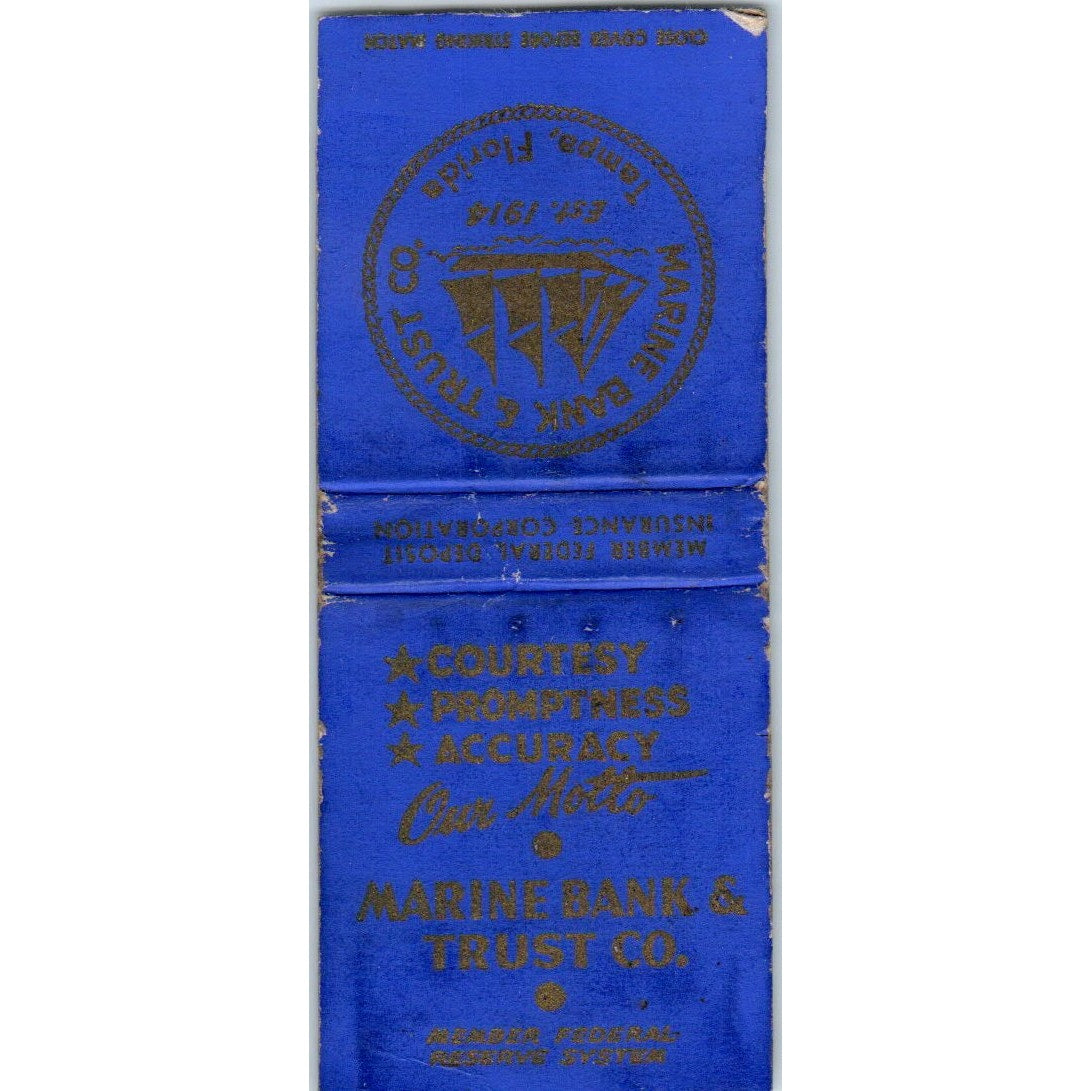 CLOSE COVER BEFORE STRIKING MATCH
MARINE BANK & TRUST CO.
Est. 1914
Tampa, Florida
MEMBER FEDERAL DEPOSIT
INSURANCE CORPORATION
COURTESY
PROMPTNESS
ACCURACY
Our Motto
MARINE BANK &
TRUST CO.
MEMBER FEDERAL
RESERVE SYSTEM